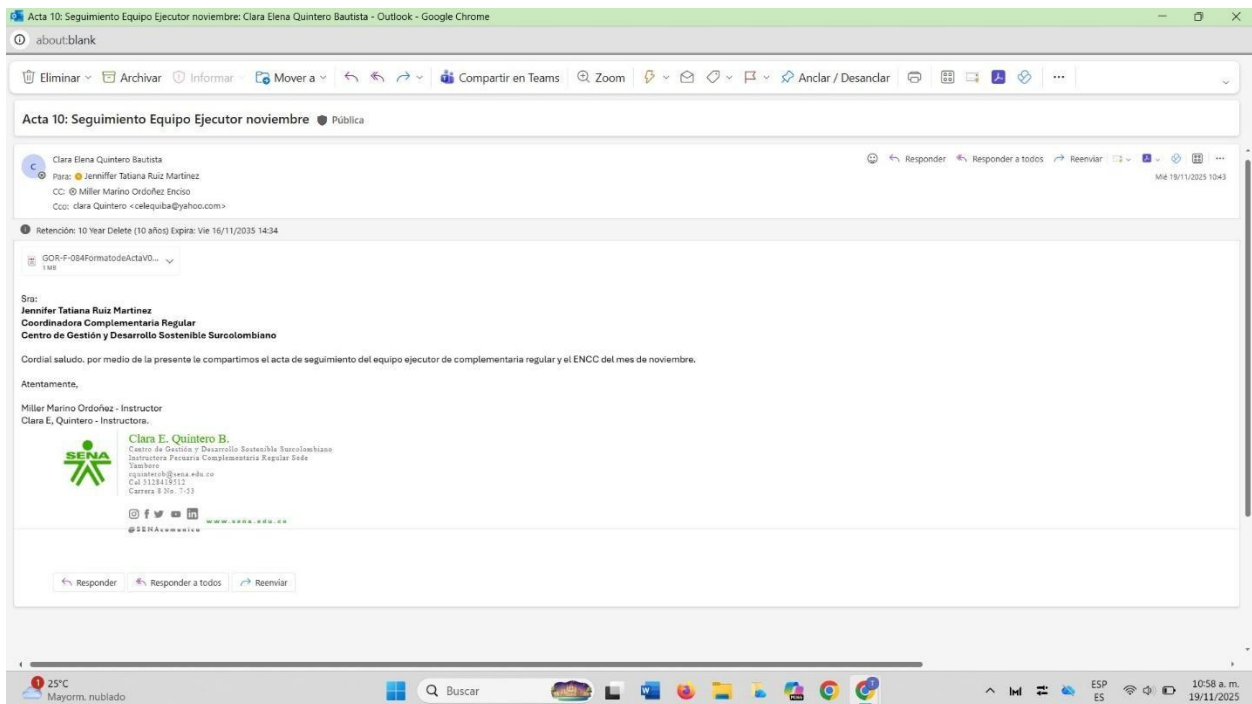 Acta 10: Seguimiento Equipo Ejecutor noviembre: Clara Elena Quintero Bautista - Outlook - Google Chrome
about:blank
Eliminar Archivar Informar Mover a Compartir en Teams Zoom Anclar / Desanclar
Acta 10: Seguimiento Equipo Ejecutor noviembre Pública
C
Clara Elena Quintero Bautista
Responder Responder a todos Reenviar
Para: Jenniffer Tatiana Ruiz Martinez
Mié 19/11/2025 10:43
CC: Miller Marino Ordoñez Enciso
Cco: clara Quintero <celequiba@yahoo.com>
Retención: 10 Year Delete (10 años) Expira: Vie 16/11/2035 14:34
GOR-F-084FormatodeActaV0...
1 MB
Sra:
Jennifer Tatiana Ruiz Martinez
Coordinadora Complementaria Regular
Centro de Gestión y Desarrollo Sostenible Surcolombiano
Cordial saludo. por medio de la presente le compartimos el acta de seguimiento del equipo ejecutor de complementaria regular y el ENCC del mes de noviembre.
Atentamente,
Miller Marino Ordoñez - Instructor
Clara E, Quintero - Instructora.
SENA
Clara E. Quintero B.
Centro de Gestión y Desarrollo Sostenible Surcolombiano
Instructora Pecuaria Complementaria Regular Sede
Yamboro
cquinterob@sena.edu.co
Cel 3128419512
Carrera 8 No. 7-53
www.sena.edu.co
@SENAcomunica
Responder Responder a todos Reenviar
1
25°C
Mayorm. nublado
Buscar
ESP
ES
10:58 a. m.
19/11/2025